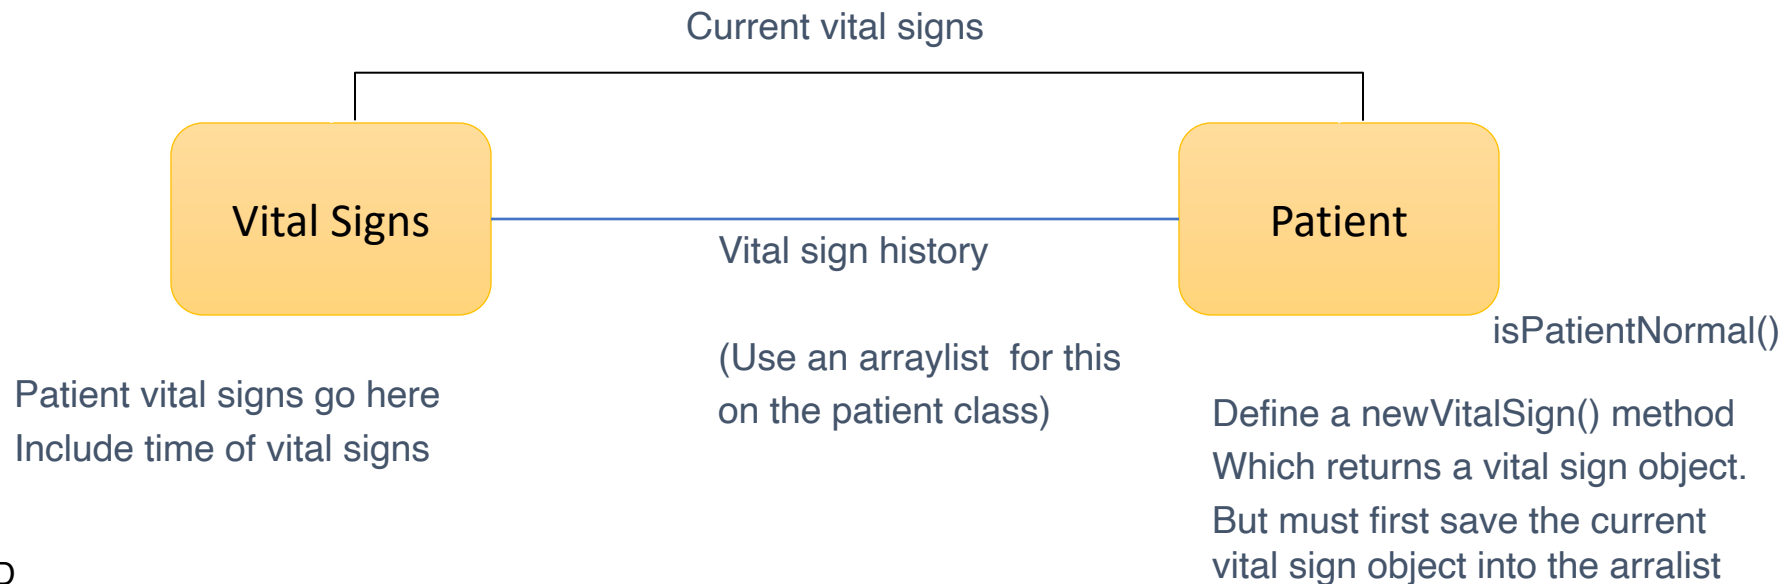 Current vital signs
Vital Signs
Patient
Vital sign history
(Use an arraylist for this
on the patient class)
Patient vital signs go here
Include time of vital signs
isPatientNormal()
Define a newVitalSign() method
Which returns a vital sign object.
But must first save the current
vital sign object into the arralist